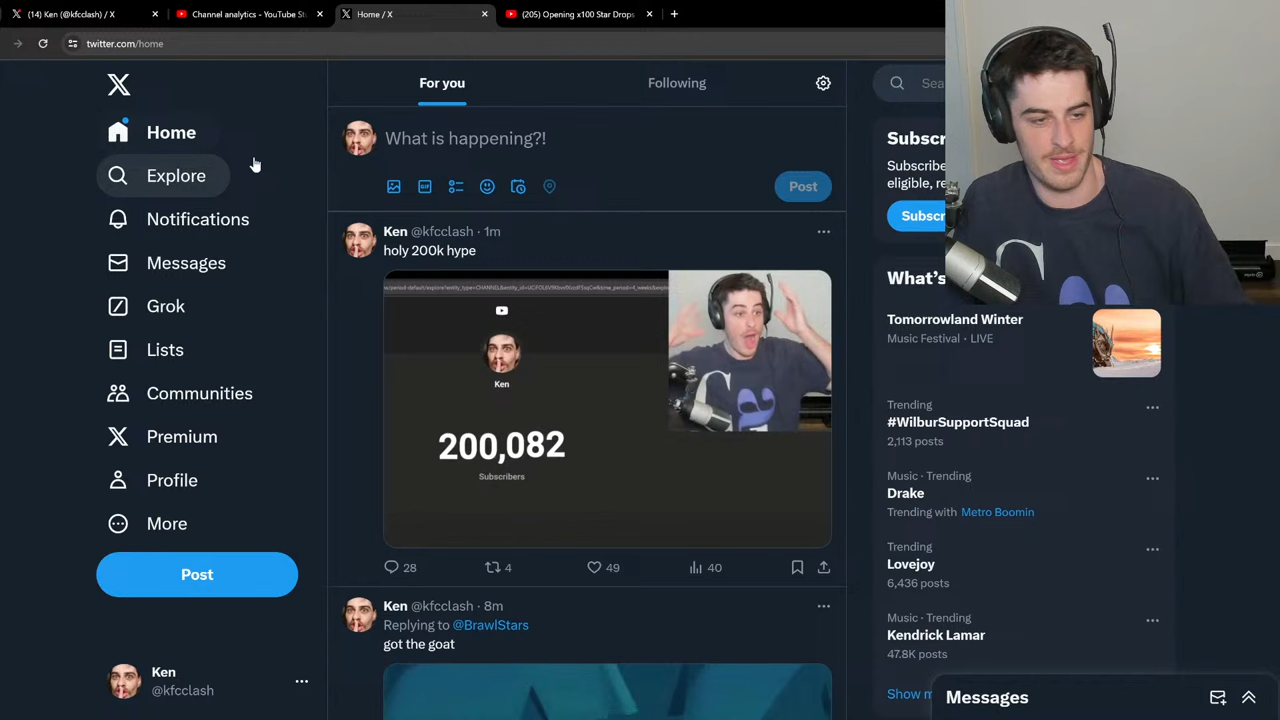 (14) Ken (@kfcclash) / X
Channel analytics - YouTube St
Home / X
(205) Opening x100 Star Drops
twitter.com/home
For you
Following
Home
Explore
Notifications
Messages
Grok
Lists
Communities
Premium
Profile
More
Post
Ken
@kfcclash
What is happening?!
Post
Ken @kfcclash · 1m
holy 200k hype
Ken
200,082
Subscribers
28
4
49
40
Ken @kfcclash · 8m
Replying to @BrawlStars
got the goat
Sea
Subscr
Subscribe
eligible, re
Subscr
What's
Tomorrowland Winter
Music Festival · LIVE
Trending
#WilburSupportSquad
2,113 posts
Music · Trending
Drake
Trending with Metro Boomin
Trending
Lovejoy
6,436 posts
Trending
Kendrick Lamar
47.8K posts
Show m
Messages